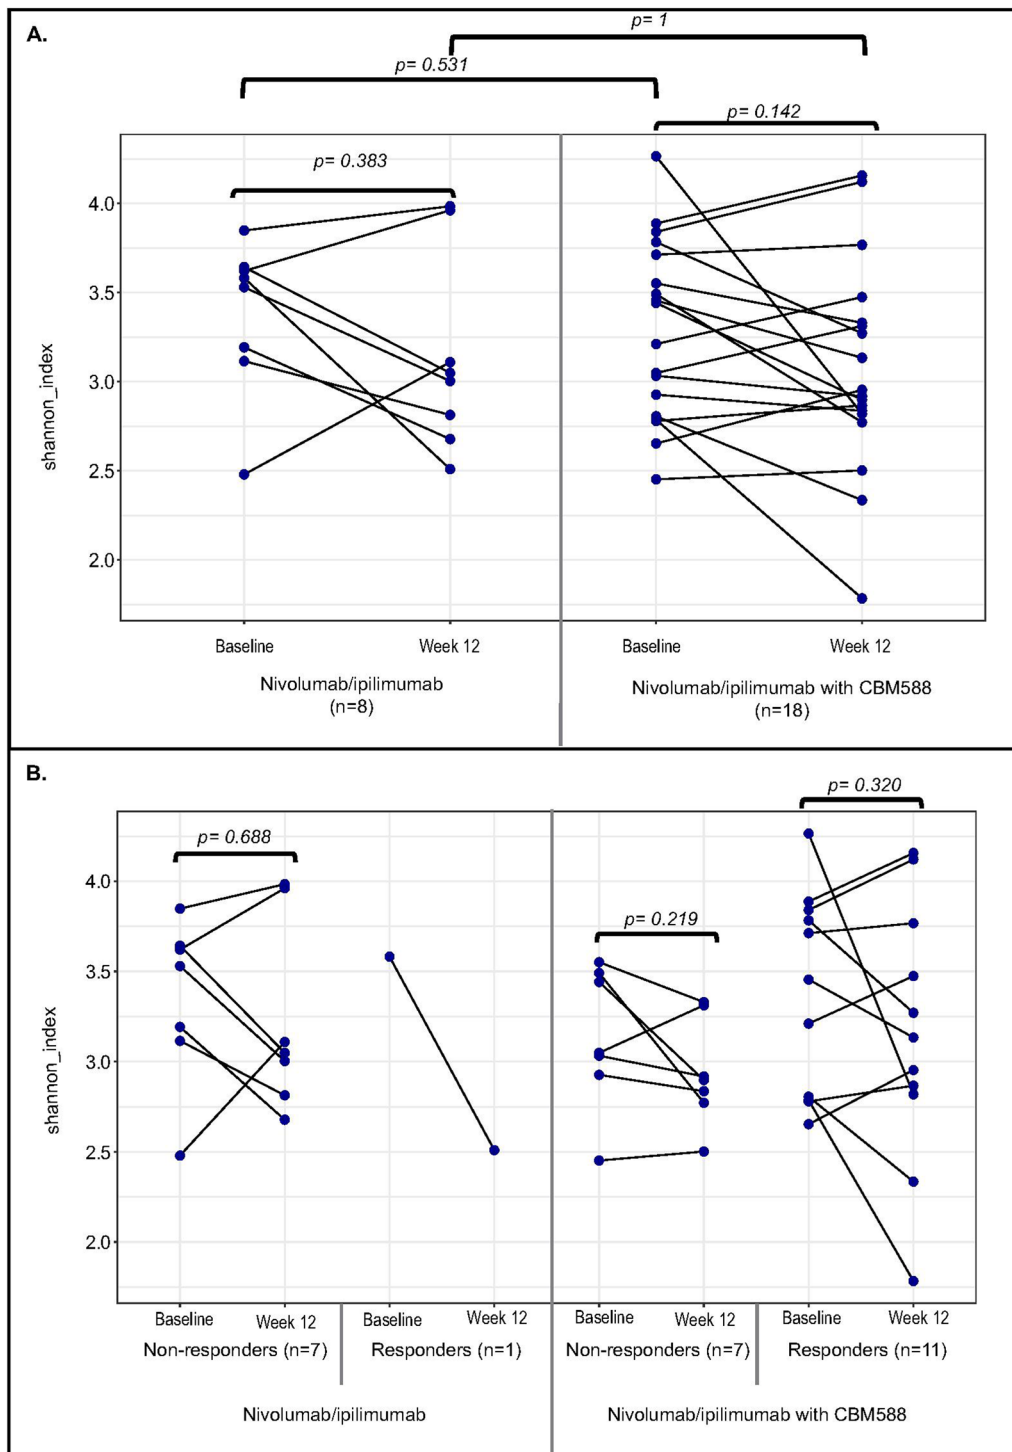 A.
p= 1
p= 0.531
p= 0.142
p= 0.383
4.0
3.5
3.0
2.5
2.0
shannon_index
Baseline Week 12 Baseline Week 12
Nivolumab/ipilimumab Nivolumab/ipilimumab with CBM588
(n=8) (n=18)
B.
p= 0.320
p= 0.688
p= 0.219
4.0
3.5
3.0
2.5
2.0
shannon_index
Baseline Week 12 Baseline Week 12 Baseline Week 12 Baseline Week 12
Non-responders (n=7) Responders (n=1) Non-responders (n=7) Responders (n=11)
Nivolumab/ipilimumab Nivolumab/ipilimumab with CBM588